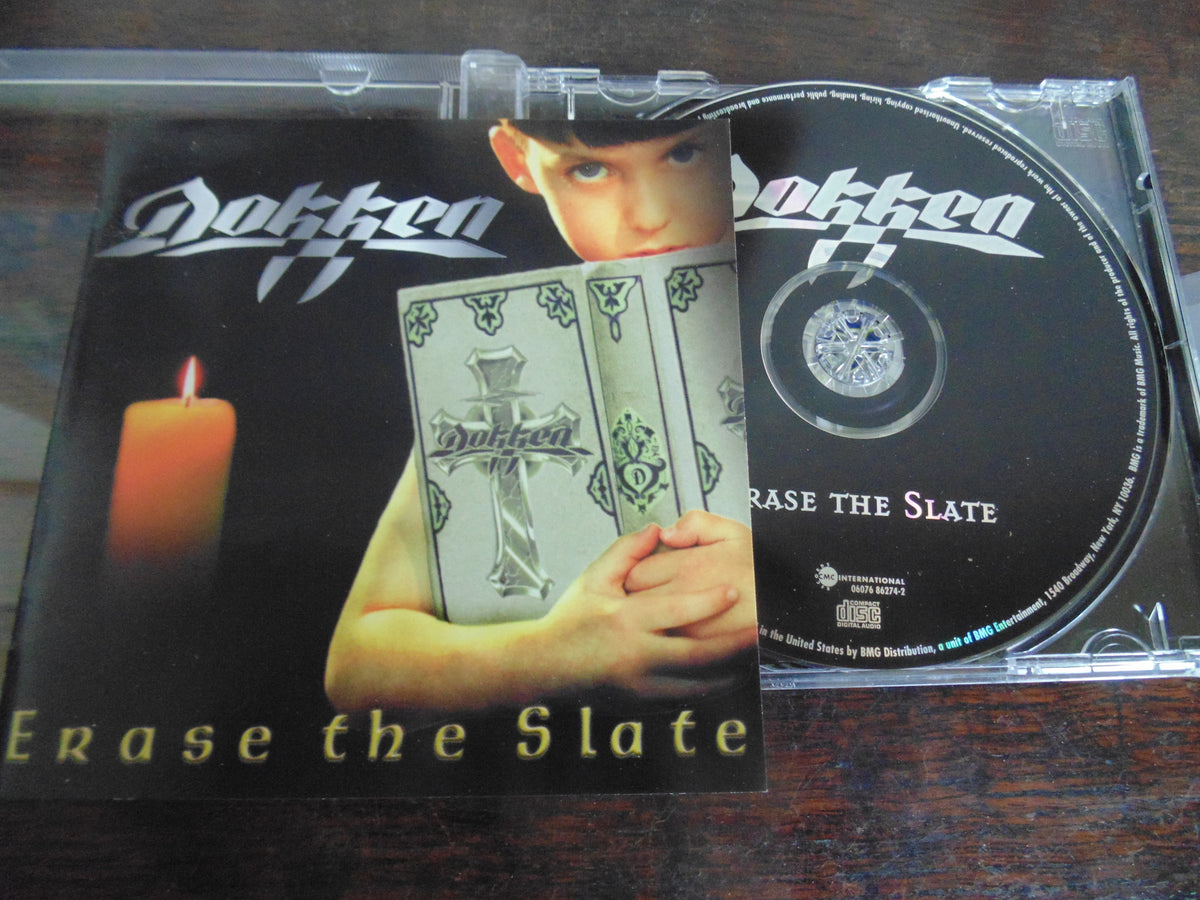 Dokken
Dokken
D
Erase the Slate
Dokken
Erase the Slate
CMC INTERNATIONAL
06076 86274-2
COMPACT
disc
DIGITAL AUDIO
in the United States by BMG Distribution, a unit of BMG Entertainment, 1540 Broadway, New York, NY 10036. BMG is a trademark of BMG Music. All rights of the producer and of the owner of the work reproduced reserved. Unauthorised copying, hiring, lending, public performance and broadcasting
disc